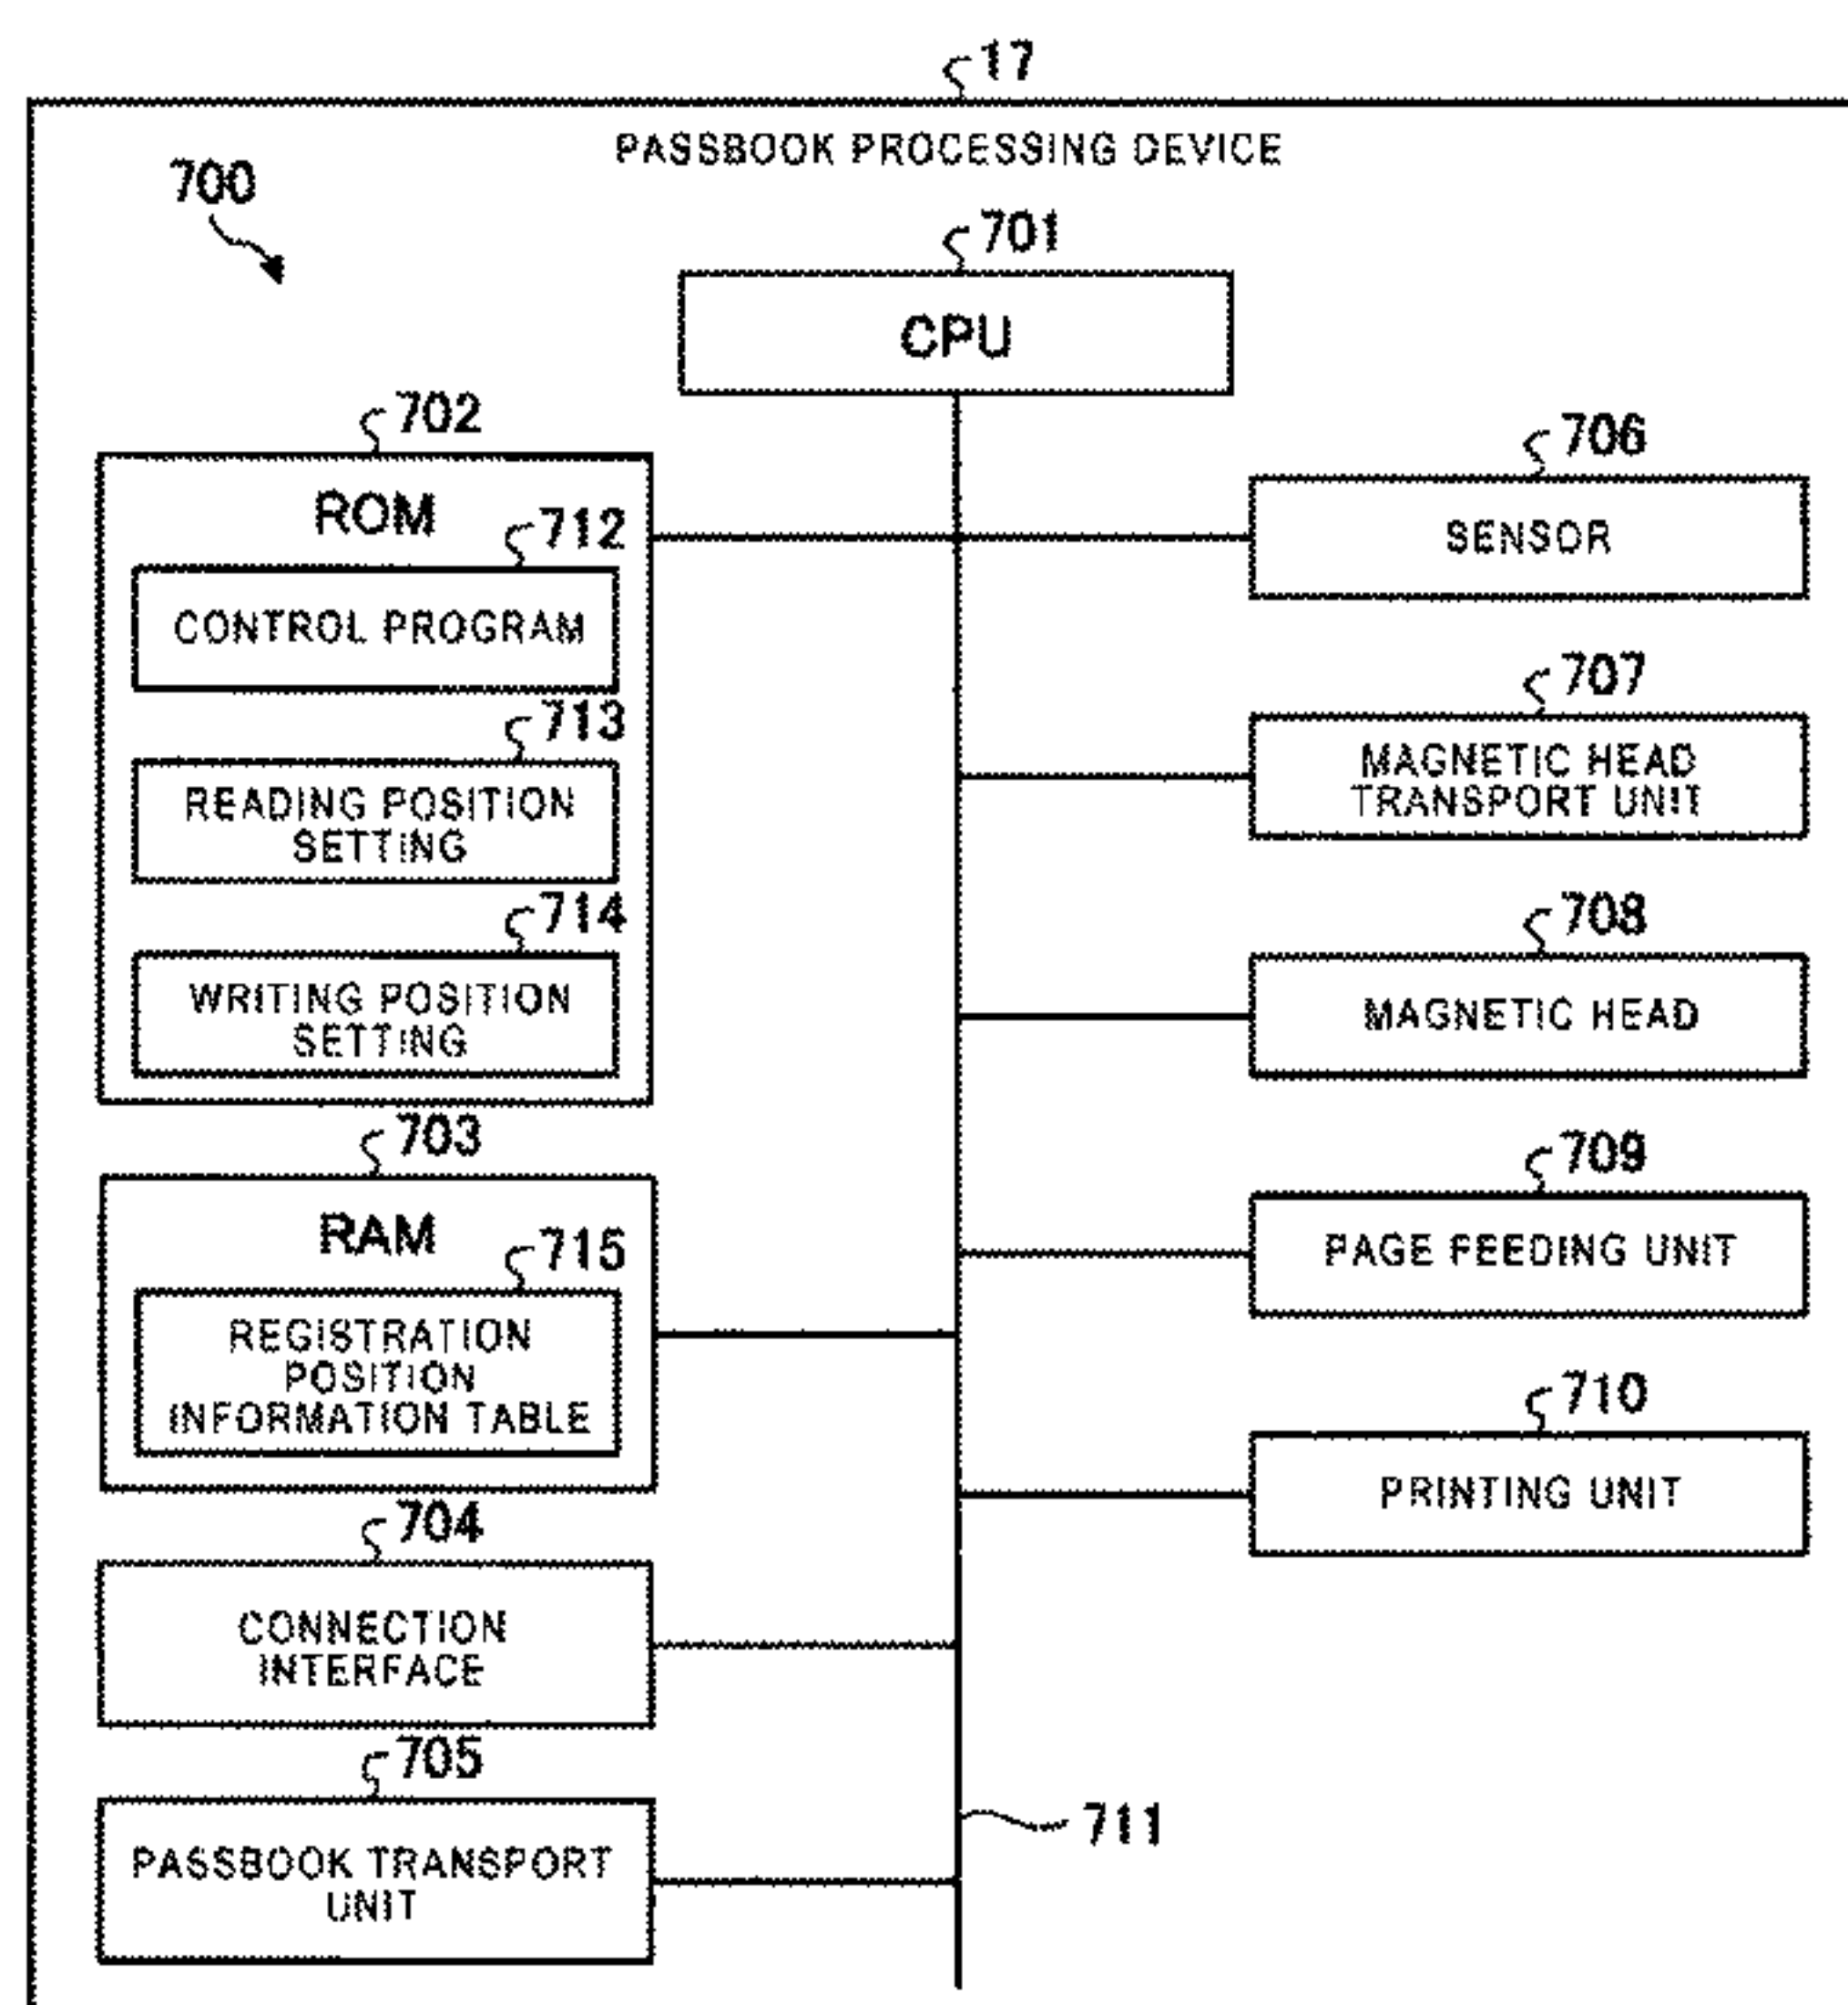 17
PASSBOOK PROCESSING DEVICE
700
701
CPU
702
ROM
712
CONTROL PROGRAM
713
READING POSITION
SETTING
714
WRITING POSITION
SETTING
703
RAM
715
REGISTRATION
POSITION
INFORMATION TABLE
704
CONNECTION
INTERFACE
705
PASSBOOK TRANSPORT
UNIT
706
SENSOR
707
MAGNETIC HEAD
TRANSPORT UNIT
708
MAGNETIC HEAD
709
PAGE FEEDING UNIT
710
PRINTING UNIT
711